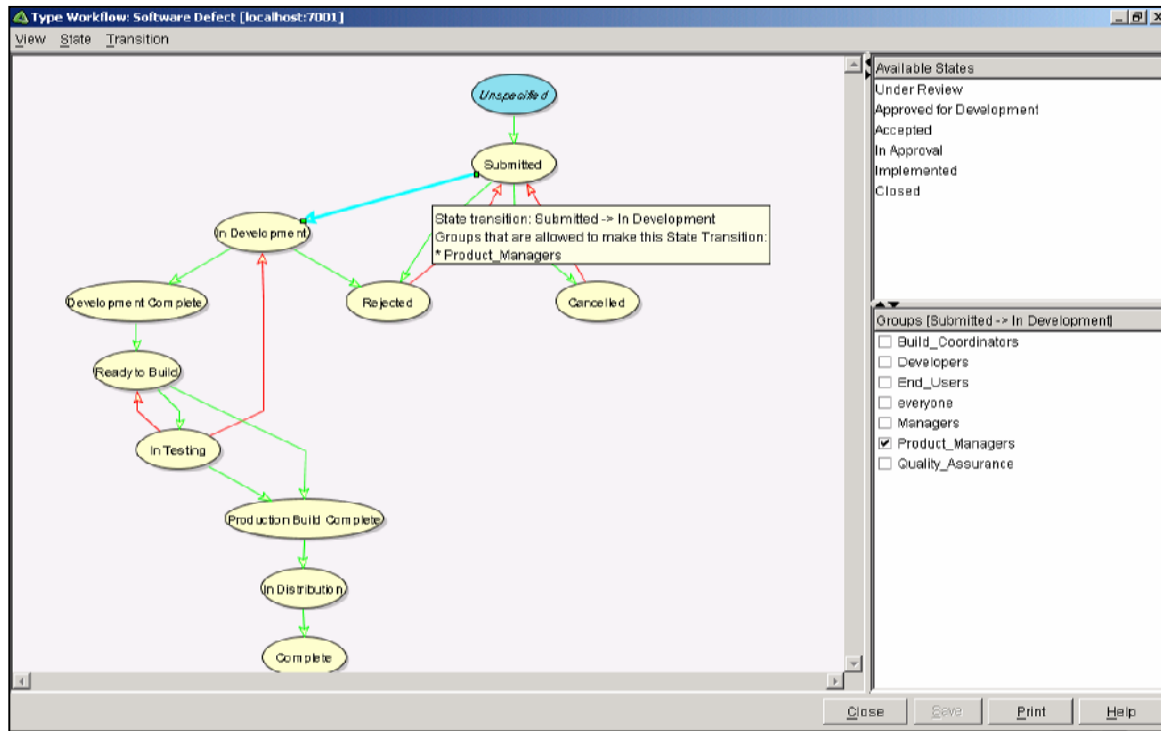 Type Workflow: Software Defect [localhost:7001]
View State Transition
Unspecified
Submitted
State transition: Submitted -> In Development
Groups that are allowed to make this State Transition:
* Product_Managers
In Development
Development Complete
Rejected
Cancelled
Ready to Build
In Testing
Production Build Complete
In Distribution
Complete
Available States
Under Review
Approved for Development
Accepted
In Approval
Implemented
Closed
Groups [Submitted -> In Development]
Build_Coordinators
Developers
End_Users
everyone
Managers
Product_Managers
Quality_Assurance
Close Save Print Help